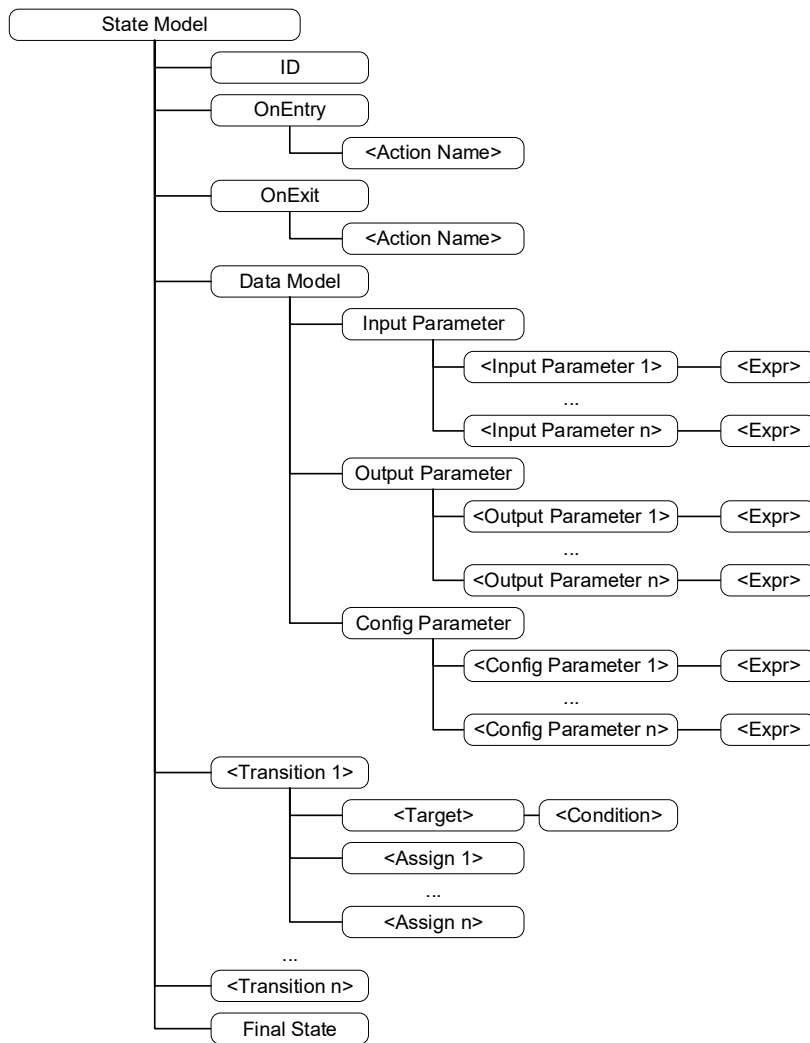 State Model
ID
OnEntry
<Action Name>
OnExit
<Action Name>
Data Model
Input Parameter
<Input Parameter 1> <Expr>
...
<Input Parameter n> <Expr>
Output Parameter
<Output Parameter 1> <Expr>
...
<Output Parameter n> <Expr>
Config Parameter
<Config Parameter 1> <Expr>
...
<Config Parameter n> <Expr>
<Transition 1>
<Target> <Condition>
<Assign 1>
...
<Assign n>
...
<Transition n>
Final State